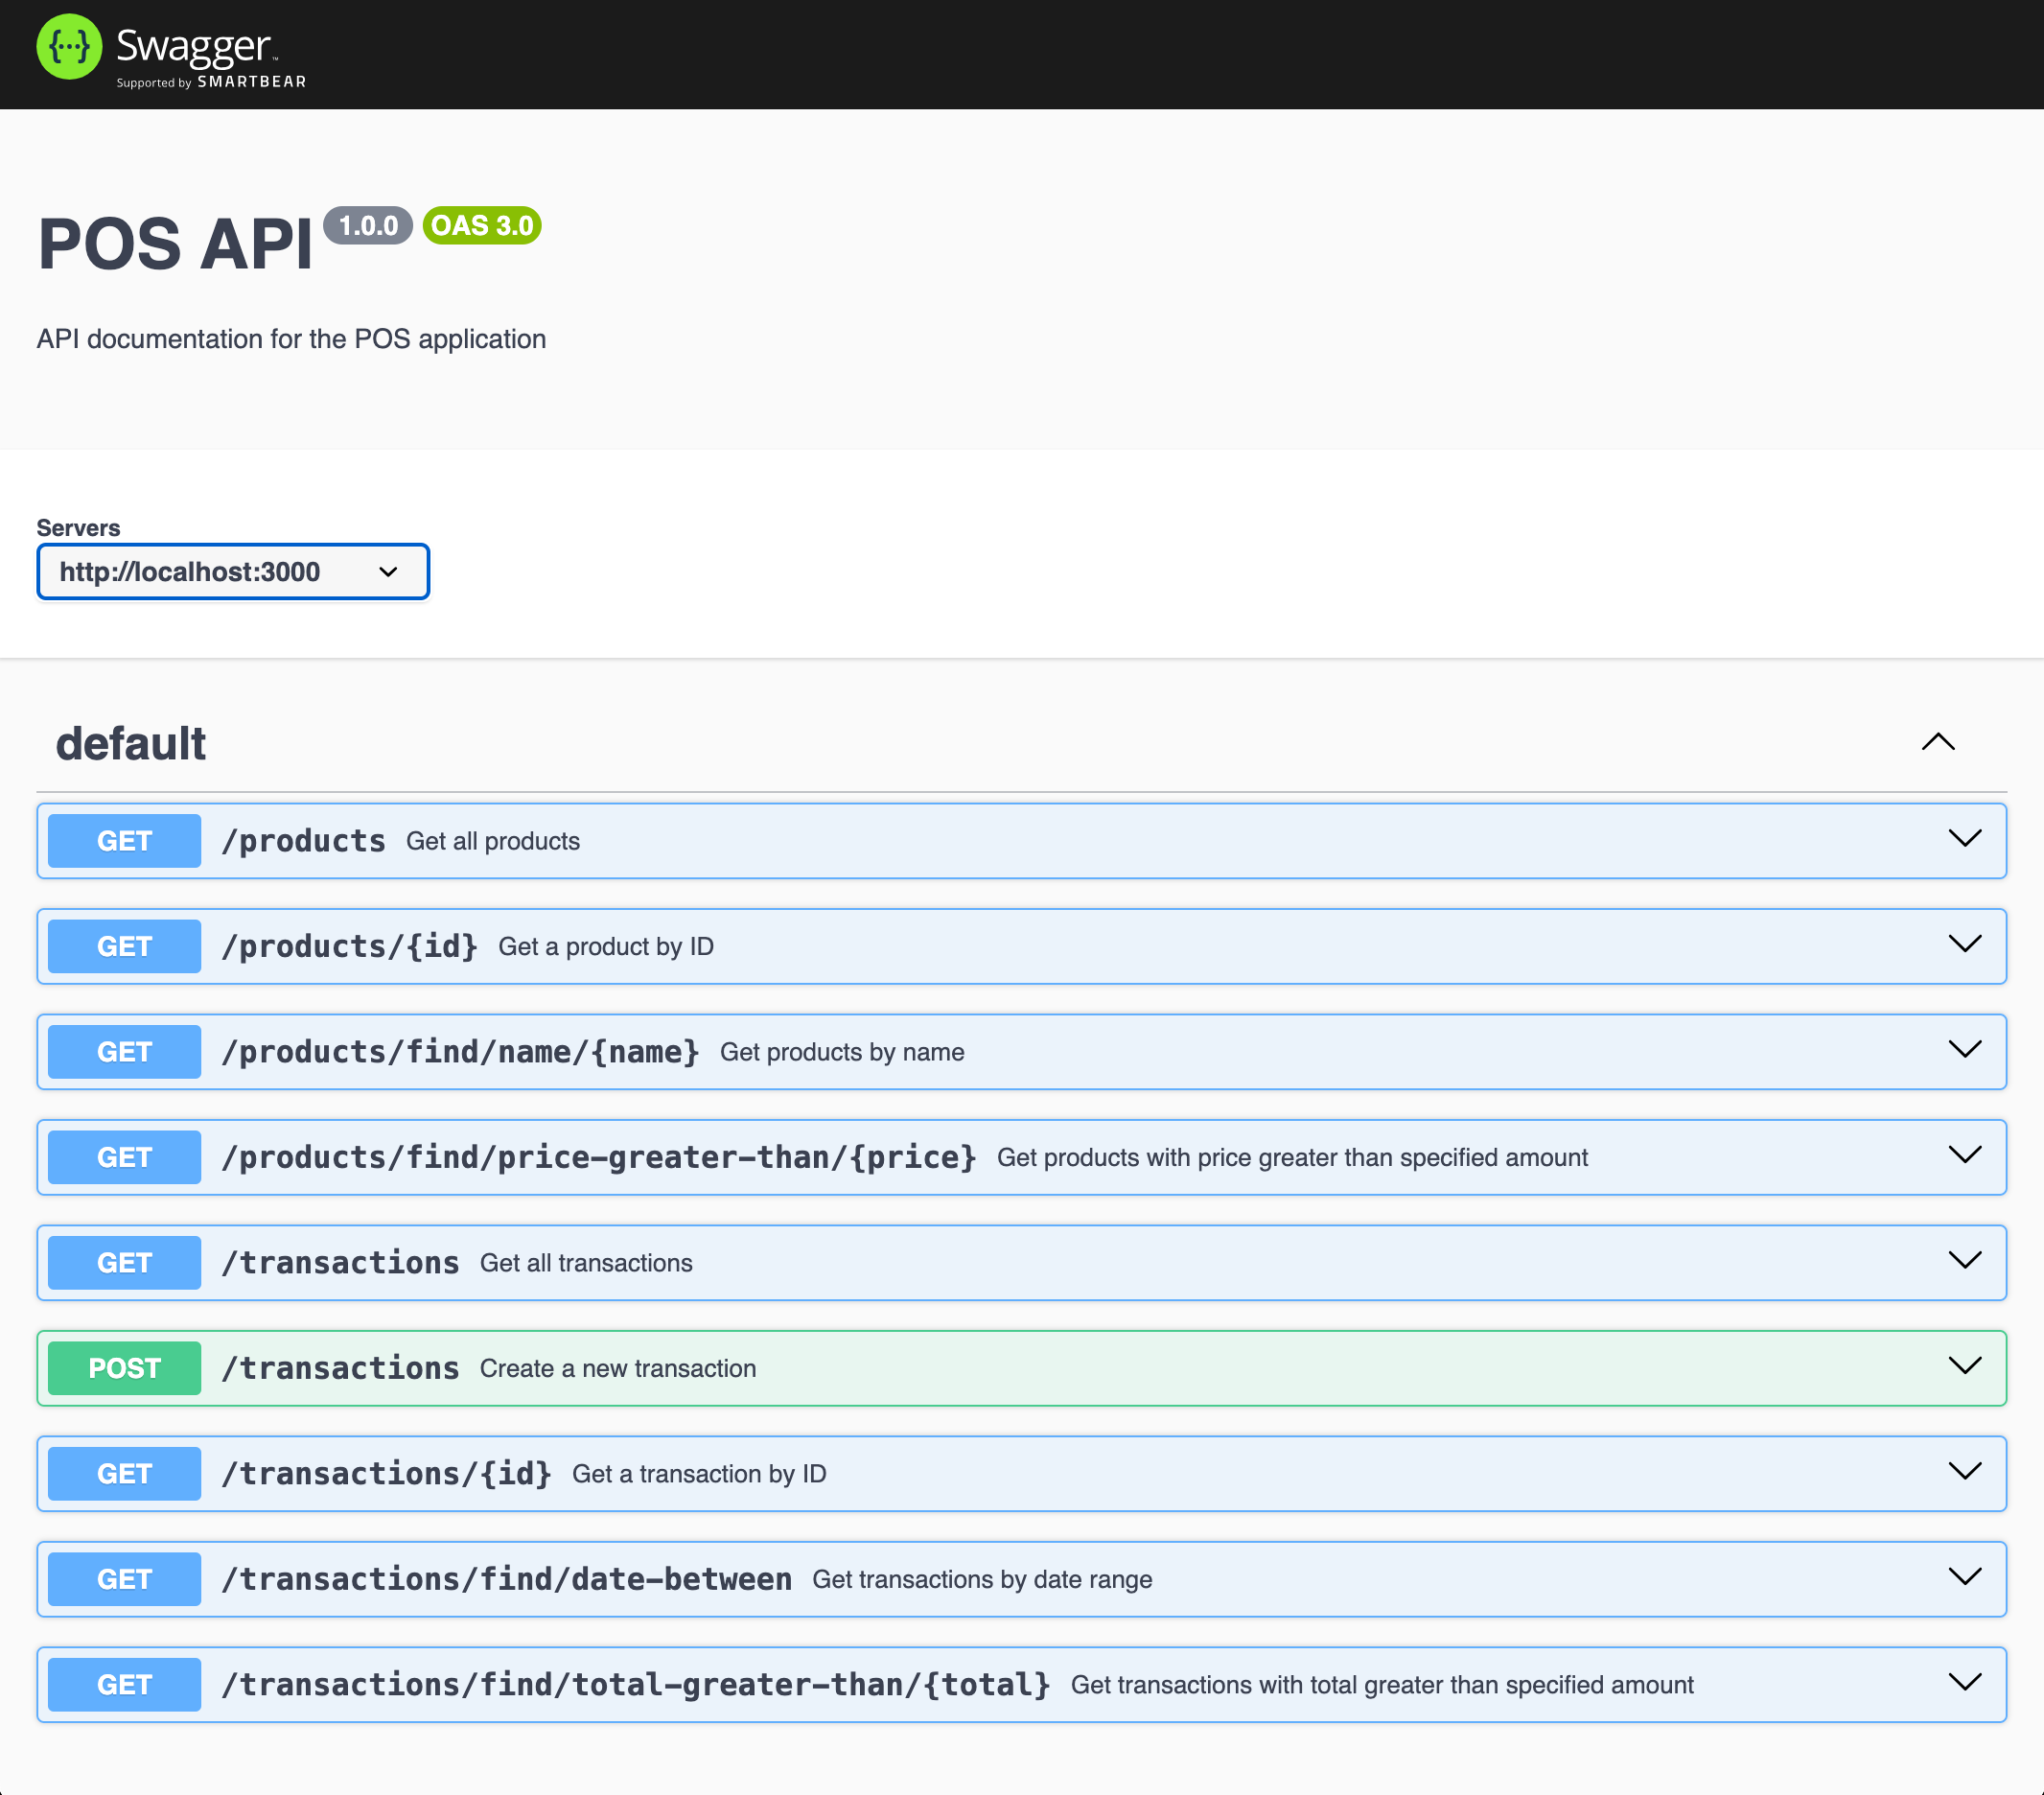 {···} Swagger™
Supported by SMARTBEAR
POS API 1.0.0 OAS 3.0
API documentation for the POS application
Servers
http://localhost:3000
default
GET /products Get all products
GET /products/{id} Get a product by ID
GET /products/find/name/{name} Get products by name
GET /products/find/price-greater-than/{price} Get products with price greater than specified amount
GET /transactions Get all transactions
POST /transactions Create a new transaction
GET /transactions/{id} Get a transaction by ID
GET /transactions/find/date-between Get transactions by date range
GET /transactions/find/total-greater-than/{total} Get transactions with total greater than specified amount